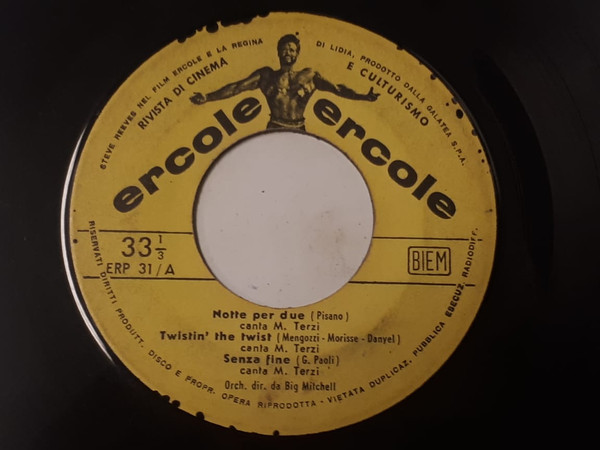 STEVE REEVES NEL FILM ERCOLE E LA REGINA DI LIDIA, PRODOTTO DALLA GALATEA S.P.A.
RIVISTA DI CINEMA E CULTURISMO
ercole ercole
33 1/3
ERP 31/A
BIEM
Notte per due (Pisano)
canta M. Terzi
Twistin' the twist (Mengozzi - Morisse - Danyel)
canta M. Terzi
Senza fine (G. Paoli)
canta M. Terzi
Orch. dir. da Big Mitchell
RISERVATI DIRITTI PRODUTT. DISCO E PROPR. OPERA RIPRODOTTA - VIETATA DUPLICAZ. PUBBLICA ESECUZ. RADIODIFF.